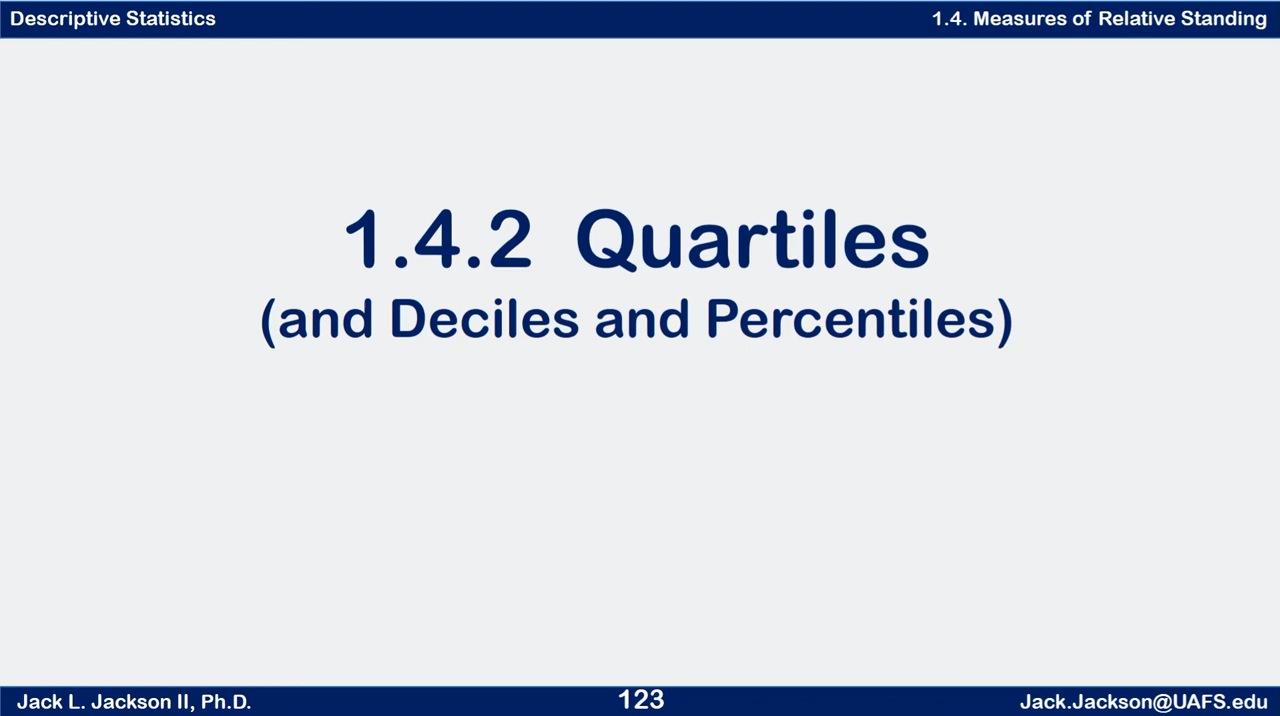 Descriptive Statistics
1.4. Measures of Relative Standing
1.4.2 Quartiles
(and Deciles and Percentiles)
Jack L. Jackson II, Ph.D.
123
Jack.Jackson@UAFS.edu